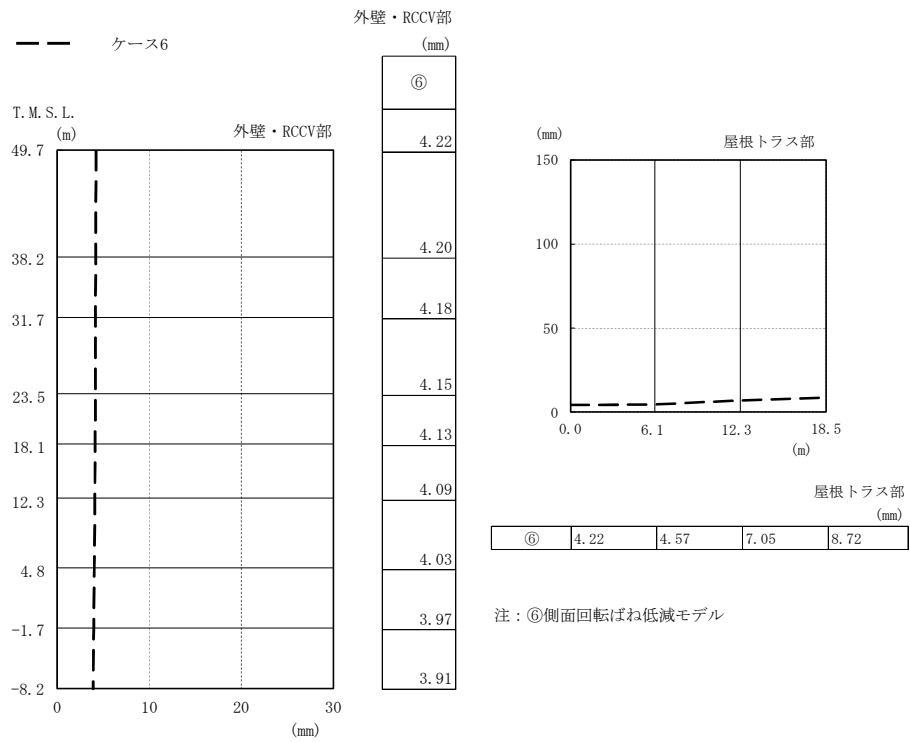 ケース6
T.M.S.L.
(m)
外壁・RCCV部
49.7
38.2
31.7
23.5
18.1
12.3
4.8
-1.7
-8.2
0 10 20 30
(mm)
外壁・RCCV部
(mm)
⑥
4.22
4.20
4.18
4.15
4.13
4.09
4.03
3.97
3.91
(mm)
屋根トラス部
150
100
50
0
0.0 6.1 12.3 18.5
(m)
屋根トラス部
(mm)
⑥ 4.22 4.57 7.05 8.72
注：⑥側面回転ばね低減モデル